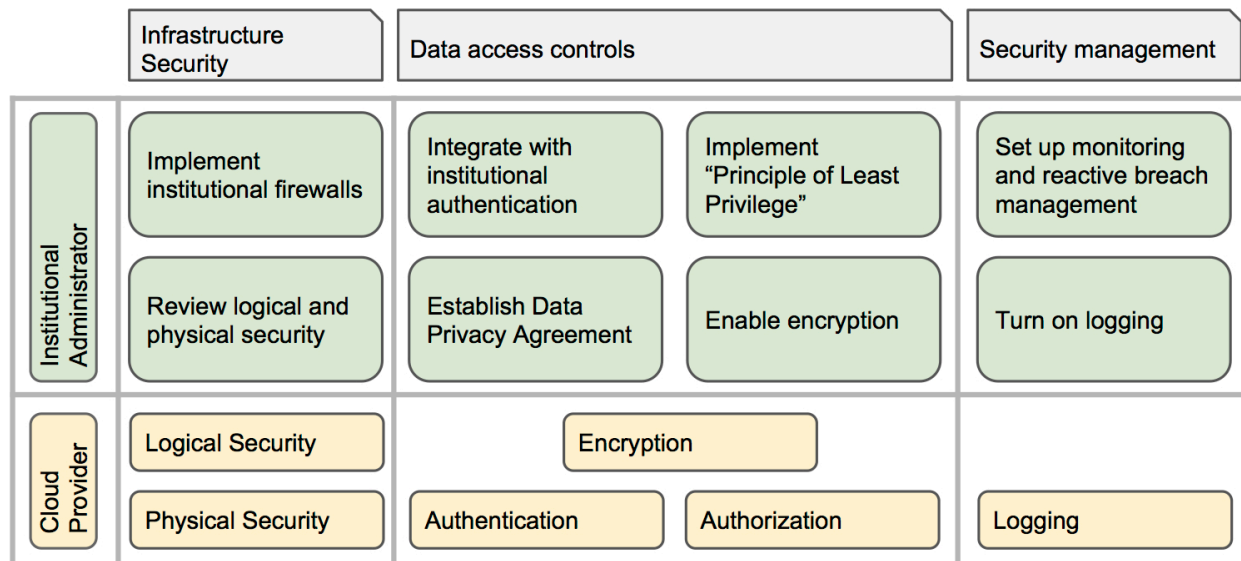 Infrastructure
Security
Data access controls
Security management
Institutional
Administrator
Implement
institutional firewalls
Integrate with
institutional
authentication
Implement
“Principle of Least
Privilege”
Set up monitoring
and reactive breach
management
Review logical and
physical security
Establish Data
Privacy Agreement
Enable encryption
Turn on logging
Cloud
Provider
Logical Security
Encryption
Physical Security
Authentication
Authorization
Logging